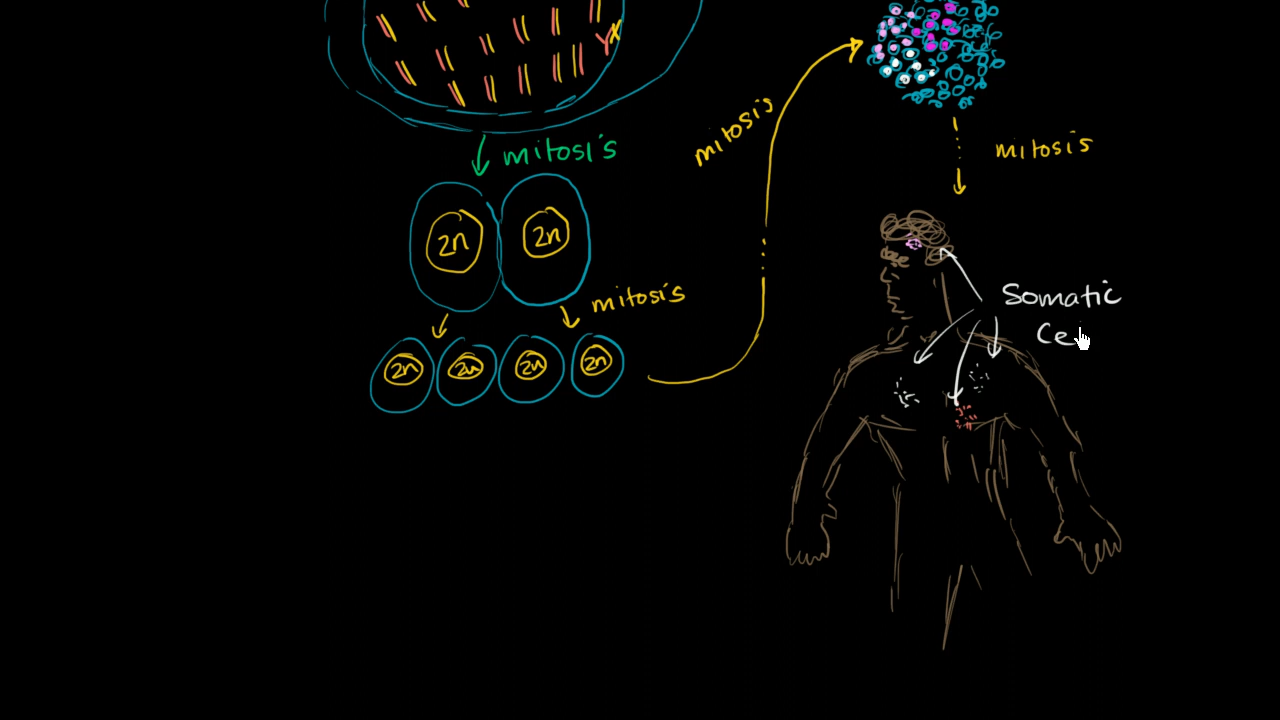 Y X
mitosis
mitosis
mitosis
2n 2n
mitosis
Somatic
Ce
2n 2n 2n 2n